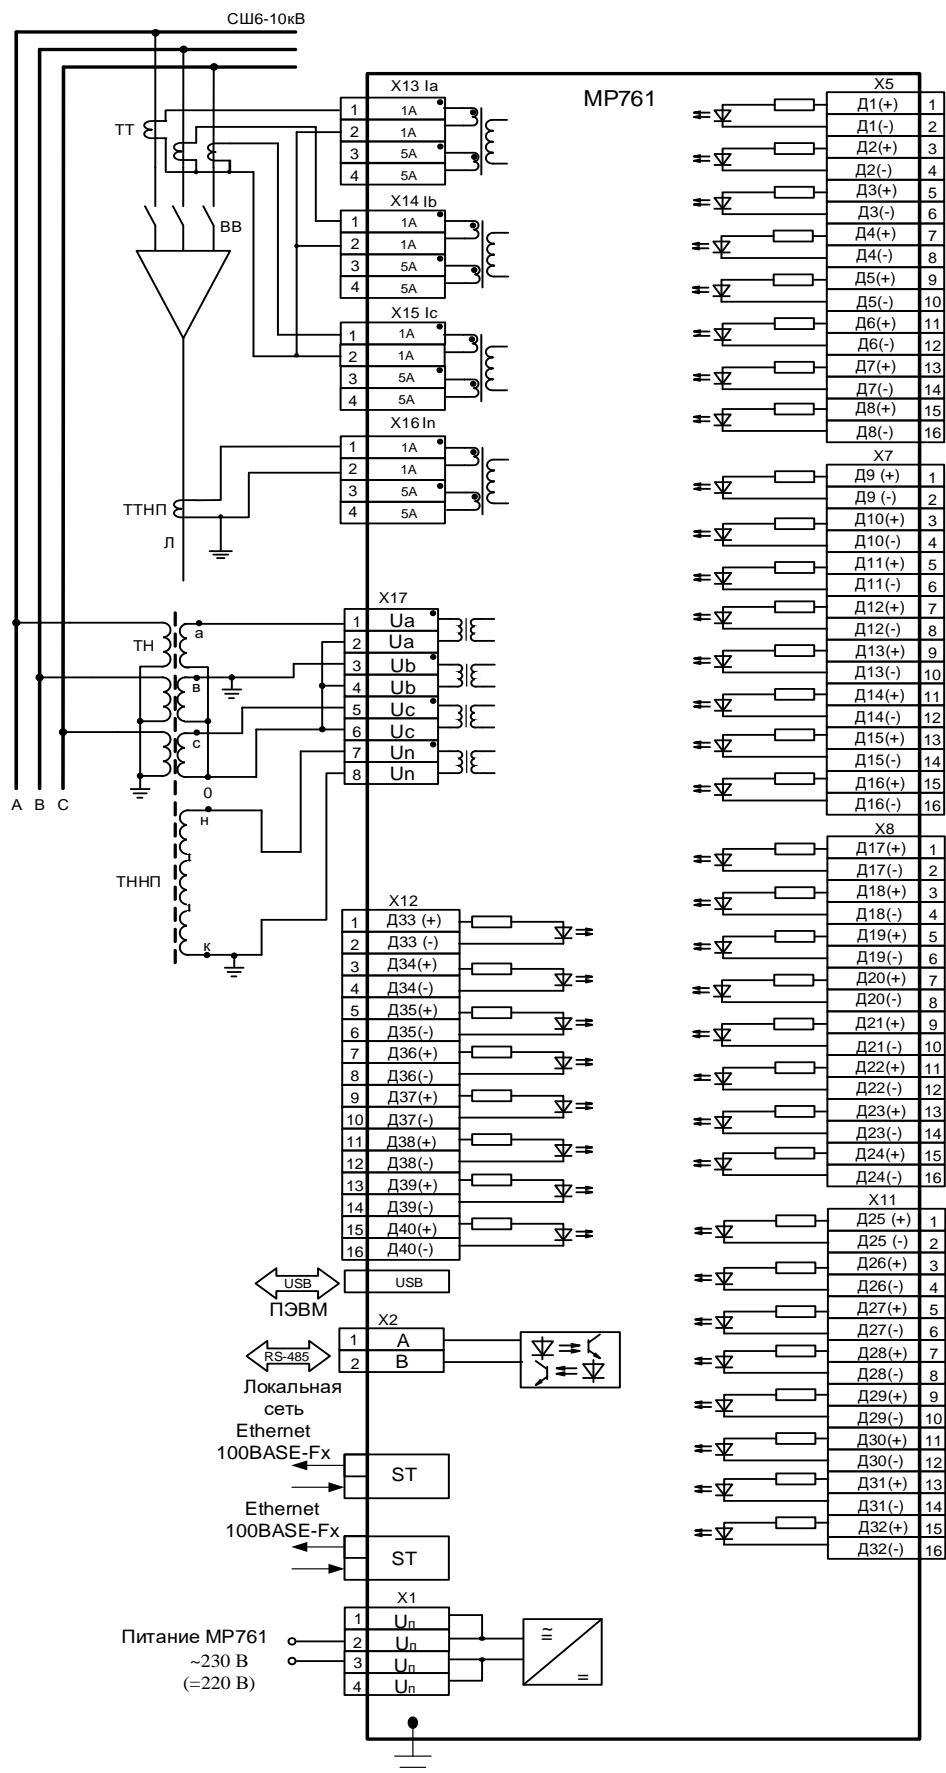 СШ6-10кВ
МР761
ТТ
ВВ
X13 Ia
1 1А
2 1А
3 5А
4 5А
X14 Ib
1 1А
2 1А
3 5А
4 5А
X15 Ic
1 1А
2 1А
3 5А
4 5А
X16 In
1 1А
2 1А
3 5А
4 5А
ТТНП
Л
X17
1 Ua
2 Ua
3 Ub
4 Ub
5 Uc
6 Uc
7 Un
8 Un
ТН
а
в
с
0
А В С
н
ТННП
к
X12
1 Д33 (+)
2 Д33 (-)
3 Д34(+)
4 Д34(-)
5 Д35(+)
6 Д35(-)
7 Д36(+)
8 Д36(-)
9 Д37(+)
10 Д37(-)
11 Д38(+)
12 Д38(-)
13 Д39(+)
14 Д39(-)
15 Д40(+)
16 Д40(-)
USB USB
ПЭВМ
X2
1 A
2 B
RS-485
Локальная
сеть
Ethernet
100BASE-Fx
ST
Ethernet
100BASE-Fx
ST
X1
1 Uп
2 Uп
3 Uп
4 Uп
Питание МР761
~230 В
(=220 В)
≅
=
X5
Д1(+) 1
Д1(-) 2
Д2(+) 3
Д2(-) 4
Д3(+) 5
Д3(-) 6
Д4(+) 7
Д4(-) 8
Д5(+) 9
Д5(-) 10
Д6(+) 11
Д6(-) 12
Д7(+) 13
Д7(-) 14
Д8(+) 15
Д8(-) 16
X7
Д9 (+) 1
Д9 (-) 2
Д10(+) 3
Д10(-) 4
Д11(+) 5
Д11(-) 6
Д12(+) 7
Д12(-) 8
Д13(+) 9
Д13(-) 10
Д14(+) 11
Д14(-) 12
Д15(+) 13
Д15(-) 14
Д16(+) 15
Д16(-) 16
X8
Д17(+) 1
Д17(-) 2
Д18(+) 3
Д18(-) 4
Д19(+) 5
Д19(-) 6
Д20(+) 7
Д20(-) 8
Д21(+) 9
Д21(-) 10
Д22(+) 11
Д22(-) 12
Д23(+) 13
Д23(-) 14
Д24(+) 15
Д24(-) 16
X11
Д25 (+) 1
Д25 (-) 2
Д26(+) 3
Д26(-) 4
Д27(+) 5
Д27(-) 6
Д28(+) 7
Д28(-) 8
Д29(+) 9
Д29(-) 10
Д30(+) 11
Д30(-) 12
Д31(+) 13
Д31(-) 14
Д32(+) 15
Д32(-) 16